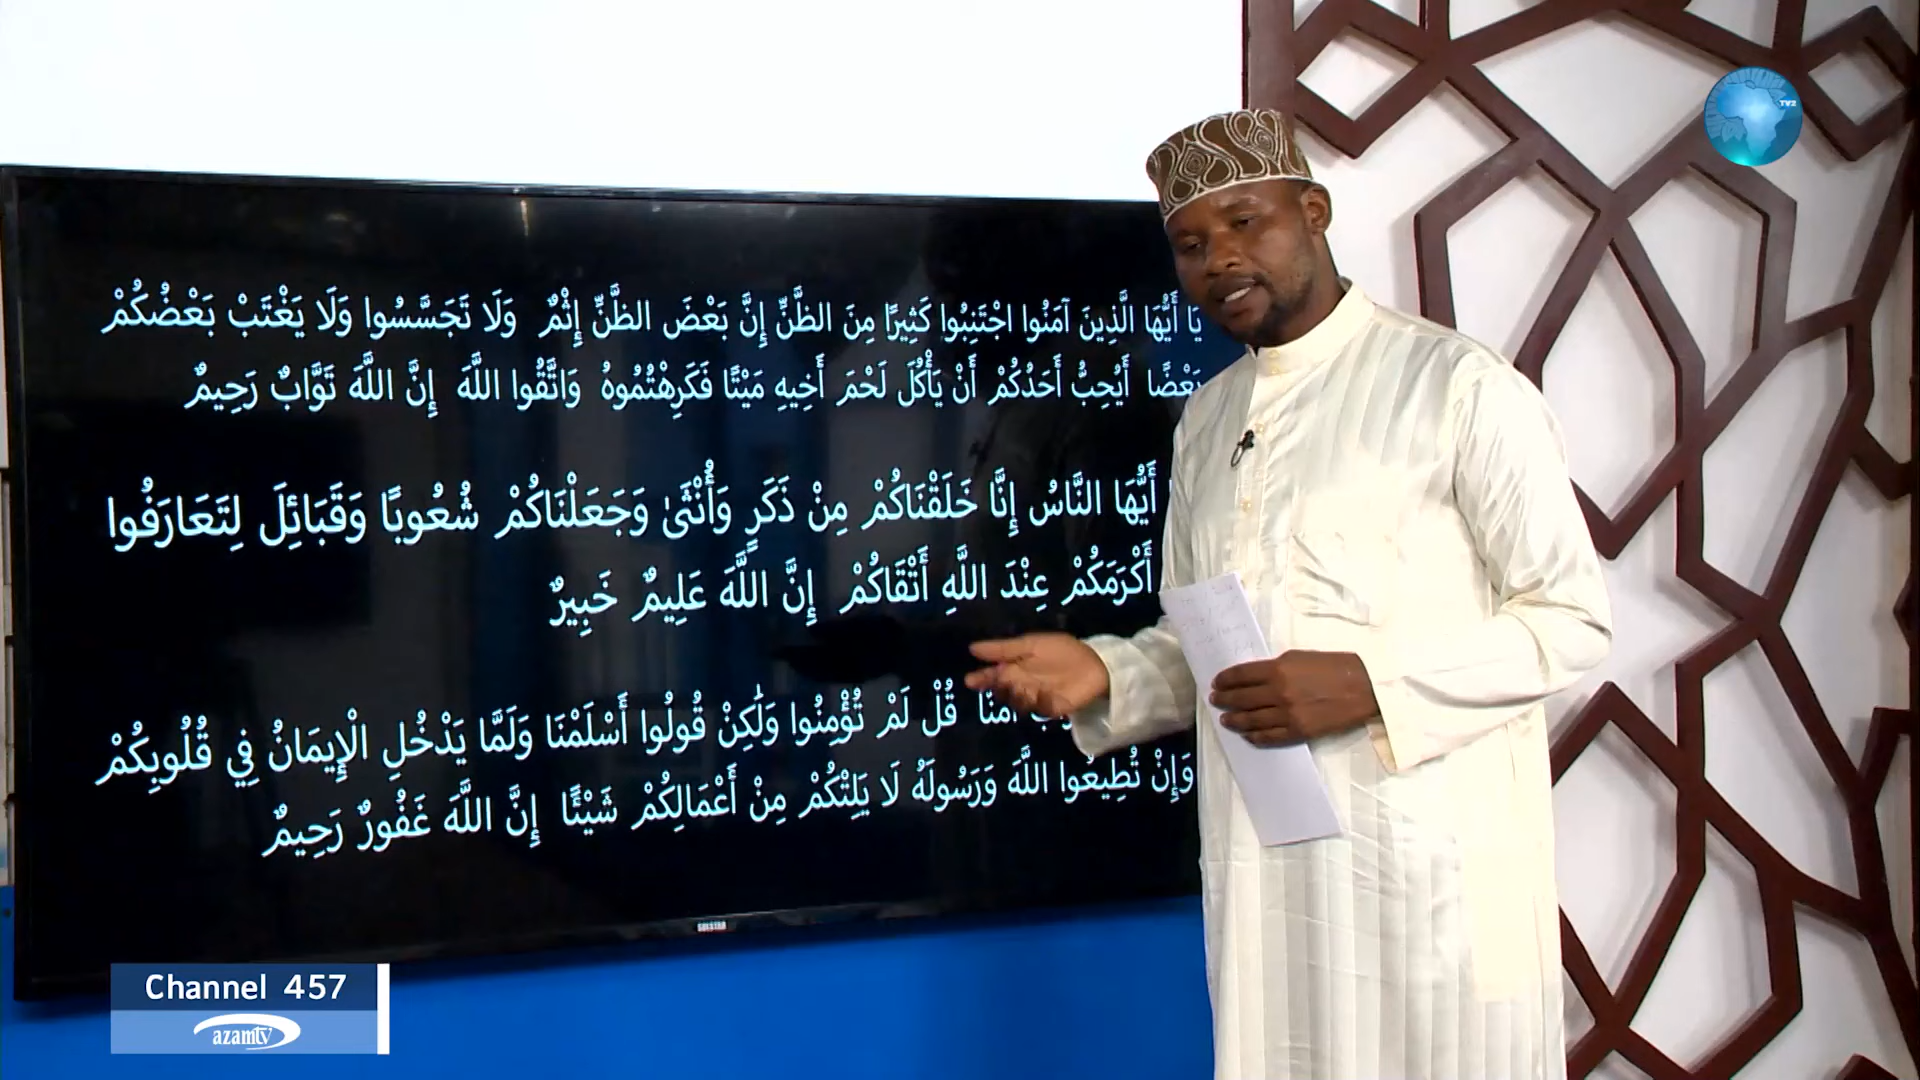 TV2
يَا أَيُّهَا الَّذِينَ آمَنُوا اجْتَنِبُوا كَثِيرًا مِنَ الظَّنِّ إِنَّ بَعْضَ الظَّنِّ إِثْمٌ وَلَا تَجَسَّسُوا وَلَا يَغْتَبْ بَعْضُكُمْ
بَعْضًا أَيُحِبُّ أَحَدُكُمْ أَنْ يَأْكُلَ لَحْمَ أَخِيهِ مَيْتًا فَكَرِهْتُمُوهُ وَاتَّقُوا اللَّهَ إِنَّ اللَّهَ تَوَّابٌ رَحِيمٌ
أَيُّهَا النَّاسُ إِنَّا خَلَقْنَاكُمْ مِنْ ذَكَرٍ وَأُنْثَىٰ وَجَعَلْنَاكُمْ شُعُوبًا وَقَبَائِلَ لِتَعَارَفُوا
أَكْرَمَكُمْ عِنْدَ اللَّهِ أَتْقَاكُمْ إِنَّ اللَّهَ عَلِيمٌ خَبِيرٌ
آمَنَّا قُلْ لَمْ تُؤْمِنُوا وَلَٰكِنْ قُولُوا أَسْلَمْنَا وَلَمَّا يَدْخُلِ الْإِيمَانُ فِي قُلُوبِكُمْ
وَإِنْ تُطِيعُوا اللَّهَ وَرَسُولَهُ لَا يَلِتْكُمْ مِنْ أَعْمَالِكُمْ شَيْئًا إِنَّ اللَّهَ غَفُورٌ رَحِيمٌ
Channel 457
azamtv